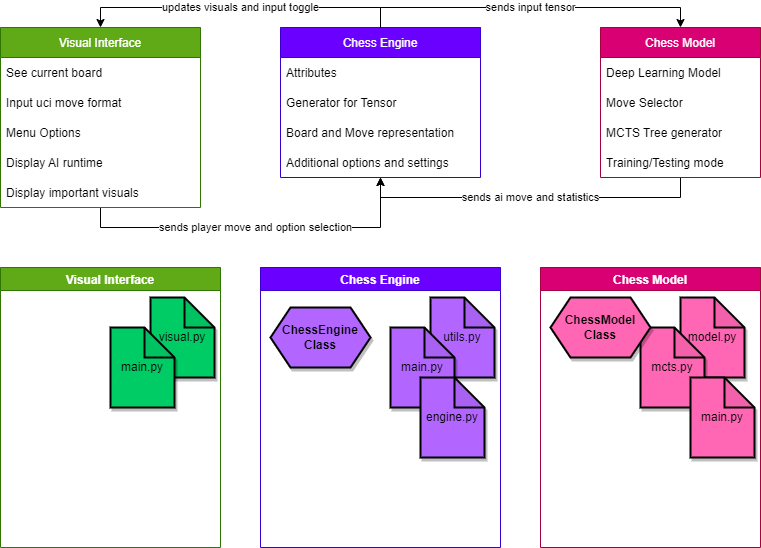 updates visuals and input toggle
sends input tensor
Visual Interface
See current board
Input uci move format
Menu Options
Display AI runtime
Display important visuals
Chess Engine
Attributes
Generator for Tensor
Board and Move representation
Additional options and settings
Chess Model
Deep Learning Model
Move Selector
MCTS Tree generator
Training/Testing mode
sends ai move and statistics
sends player move and option selection
Visual Interface
visual.py
main.py
Chess Engine
ChessEngine
Class
utils.py
main.py
engine.py
Chess Model
ChessModel
Class
model.py
mcts.py
main.py